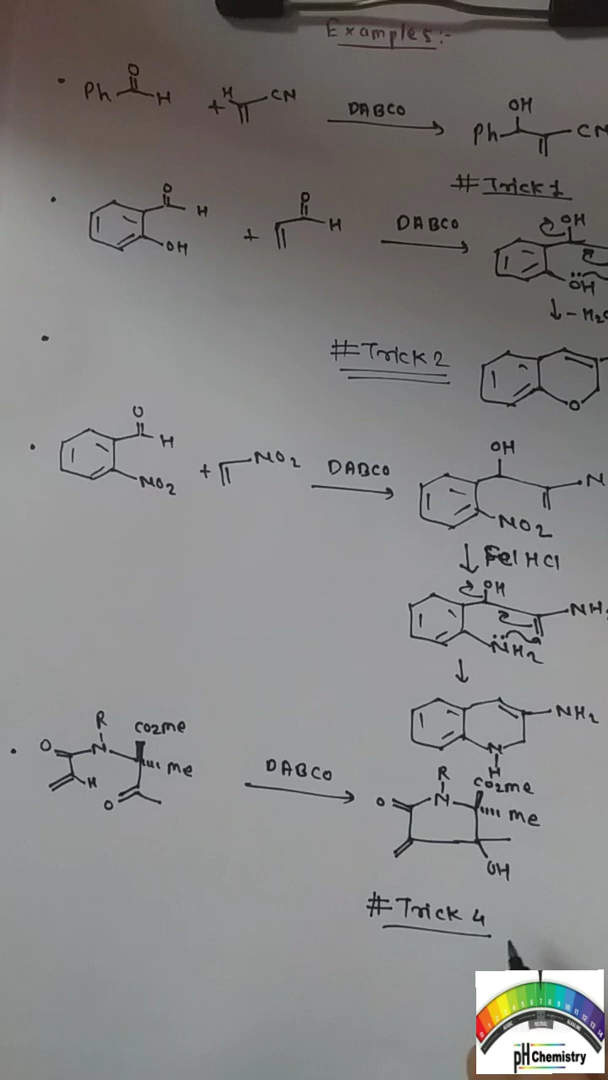 Examples:-
O
Ph H + H CN DABCO OH Ph CN
# Trick 1
O H OH + O H DABCO OH OH
- H2O
# Trick 2 O
O H NO2 + NO2 DABCO OH N NO2
Fe/HCl
OH NH2 NH2
NH2 N H
R CO2Me O N Me H O DABCO R CO2Me O N Me OH
# Trick 4
pH Chemistry